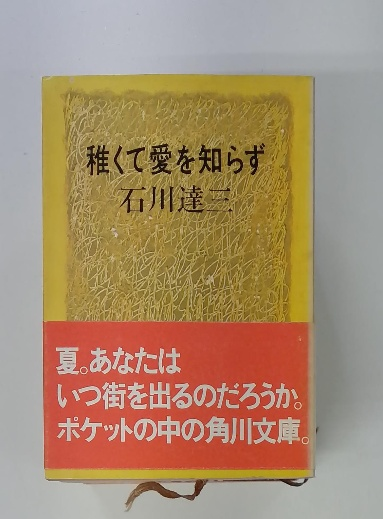 稚くて愛を知らず
石川達三
夏。あなたは
いつ街を出るのだろうか。
ポケットの中の角川文庫。